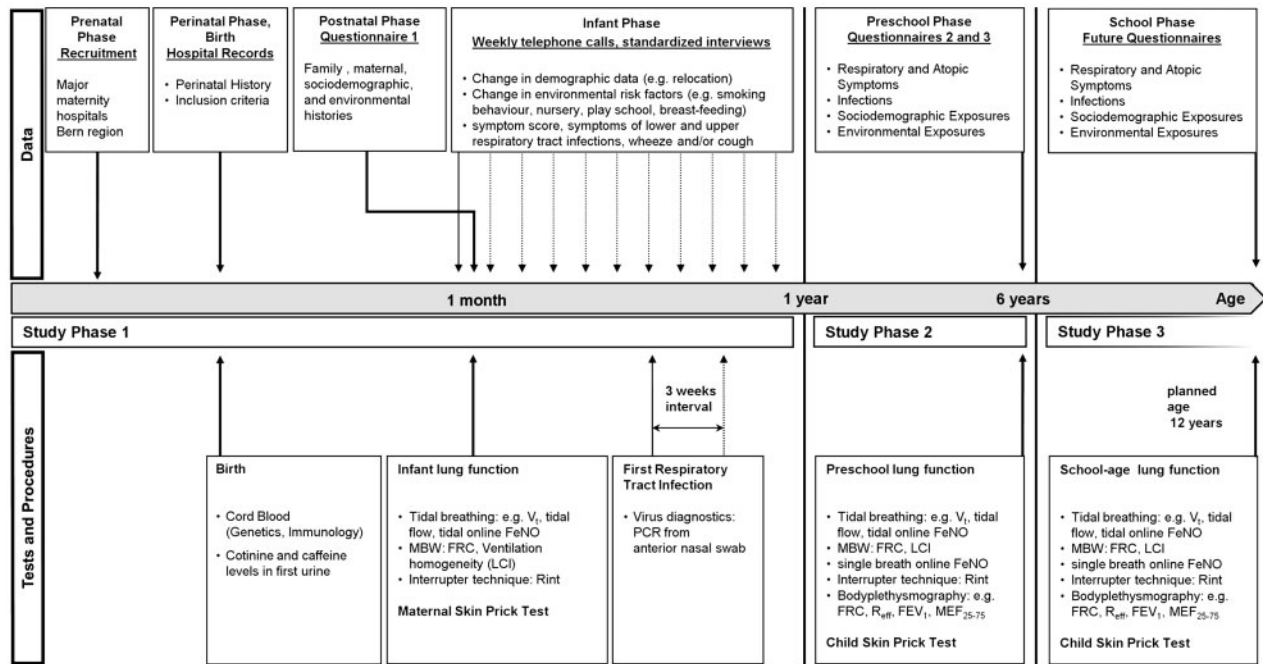 Data
Prenatal
Phase
Recruitment
Major
maternity
hospitals
Bern region
Perinatal Phase,
Birth
Hospital Records
• Perinatal History
• Inclusion criteria
Postnatal Phase
Questionnaire 1
Family , maternal,
sociodemographic,
and environmental
histories
Infant Phase
Weekly telephone calls, standardized interviews
• Change in demographic data (e.g. relocation)
• Change in environmental risk factors (e.g. smoking
behaviour, nursery, play school, breast-feeding)
• symptom score, symptoms of lower and upper
respiratory tract infections, wheeze and/or cough
Preschool Phase
Questionnaires 2 and 3
• Respiratory and Atopic
Symptoms
• Infections
• Sociodemographic Exposures
• Environmental Exposures
School Phase
Future Questionnaires
• Respiratory and Atopic
Symptoms
• Infections
• Sociodemographic Exposures
• Environmental Exposures
1 month
1 year
6 years
Age
Study Phase 1
Study Phase 2
Study Phase 3
Tests and Procedures
3 weeks
interval
planned
age
12 years
Birth
• Cord Blood
(Genetics, Immunology)
• Cotinine and caffeine
levels in first urine
Infant lung function
• Tidal breathing: e.g. Vt, tidal
flow, tidal online FeNO
• MBW: FRC, Ventilation
homogeneity (LCI)
• Interrupter technique: Rint
Maternal Skin Prick Test
First Respiratory
Tract Infection
• Virus diagnostics:
PCR from
anterior nasal swab
Preschool lung function
• Tidal breathing: e.g. Vt, tidal
flow, tidal online FeNO
• MBW: FRC, LCI
• single breath online FeNO
• Interrupter technique: Rint
• Bodyplethysmography: e.g.
FRC, Reff, FEV1, MEF25-75
Child Skin Prick Test
School-age lung function
• Tidal breathing: e.g. Vt, tidal
flow, tidal online FeNO
• MBW: FRC, LCI
• single breath online FeNO
• Interrupter technique: Rint
• Bodyplethysmography: e.g.
FRC, Reff, FEV1, MEF25-75
Child Skin Prick Test